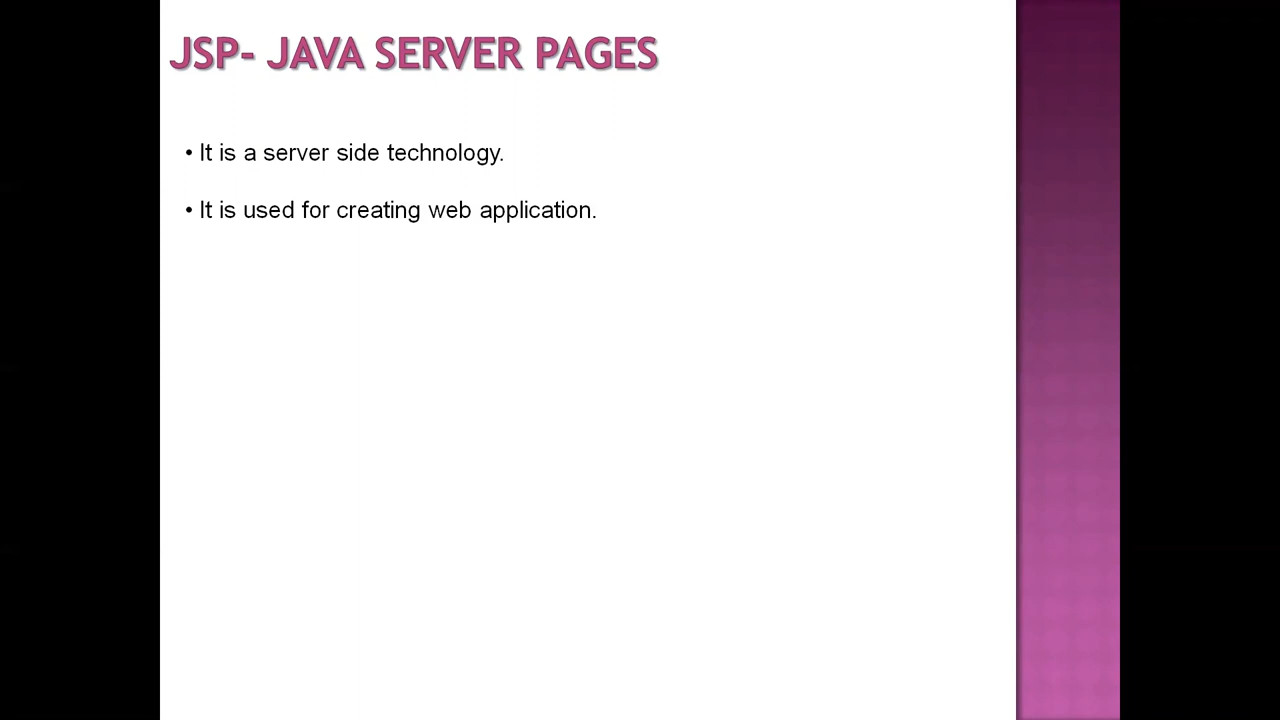 JSP- JAVA SERVER PAGES
• It is a server side technology.
• It is used for creating web application.